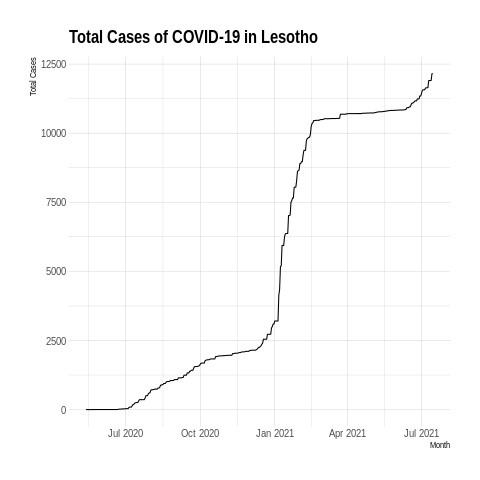 Total Cases of COVID-19 in Lesotho
Total Cases
12500
10000
7500
5000
2500
0
Jul 2020 Oct 2020 Jan 2021 Apr 2021 Jul 2021
Month